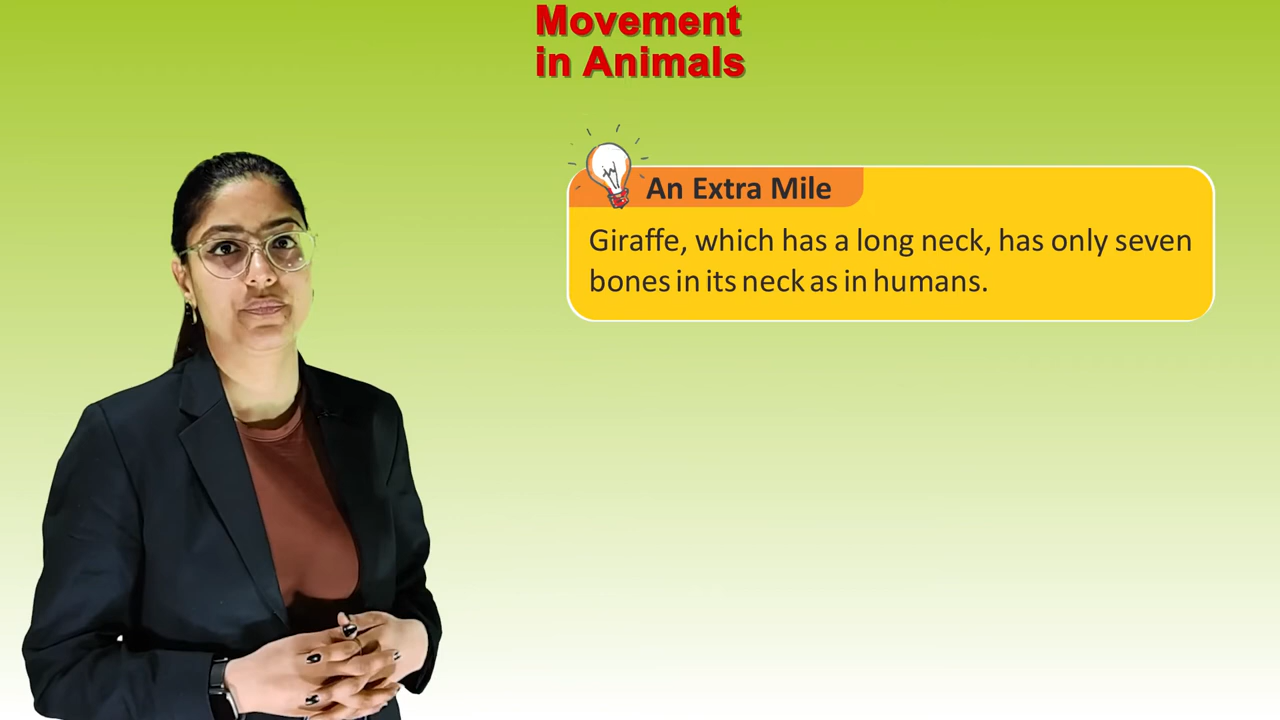 Movement
in Animals
An Extra Mile
Giraffe, which has a long neck, has only seven
bones in its neck as in humans.